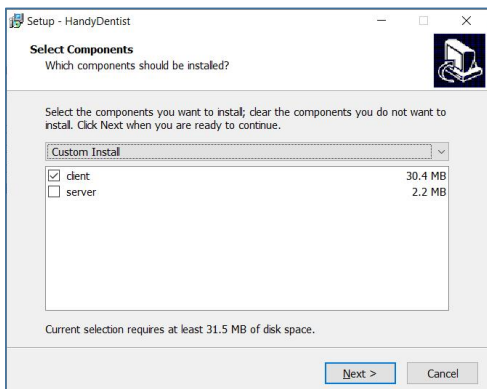 Setup - HandyDentist
Select Components
Which components should be installed?
Select the components you want to install; clear the components you do not want to
install. Click Next when you are ready to continue.
Custom Install
client 30.4 MB
server 2.2 MB
Current selection requires at least 31.5 MB of disk space.
Next > Cancel